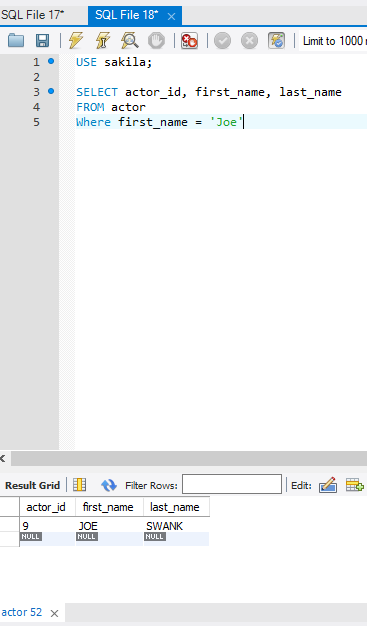 SQL File 17*
SQL File 18*
Limit to 1000 r
1 USE sakila;
2
3 SELECT actor_id, first_name, last_name
4 FROM actor
5 Where first_name = 'Joe'
Result Grid Filter Rows: Edit:
actor_id first_name last_name
9 JOE SWANK
NULL NULL NULL
actor 52